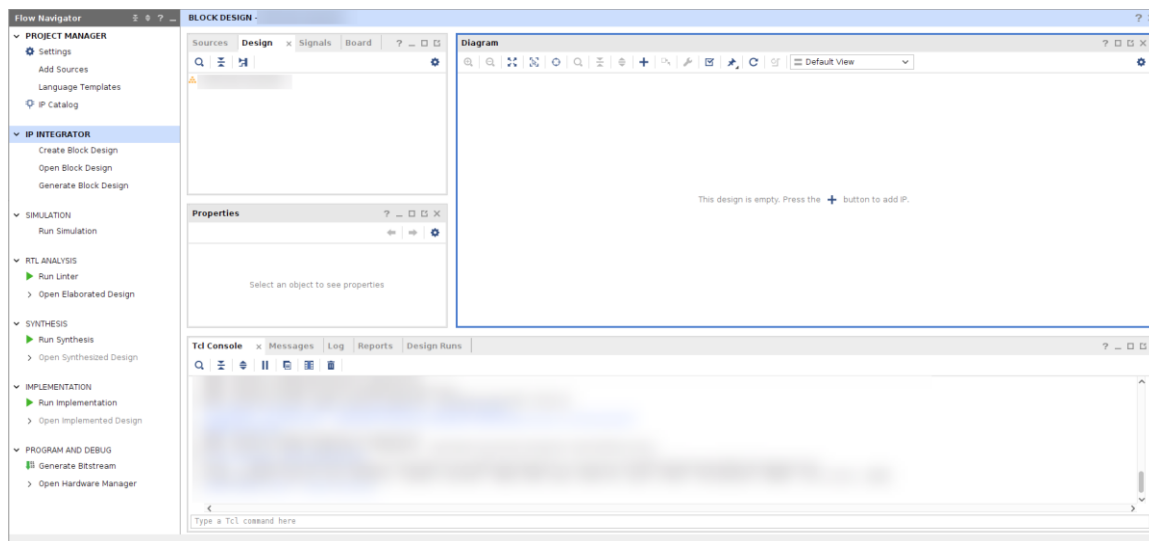 Flow Navigator ? _
PROJECT MANAGER
Settings
Add Sources
Language Templates
IP Catalog
IP INTEGRATOR
Create Block Design
Open Block Design
Generate Block Design
SIMULATION
Run Simulation
RTL ANALYSIS
Run Linter
> Open Elaborated Design
SYNTHESIS
Run Synthesis
> Open Synthesized Design
IMPLEMENTATION
Run Implementation
> Open Implemented Design
PROGRAM AND DEBUG
Generate Bitstream
> Open Hardware Manager
BLOCK DESIGN - ?
Sources Design × Signals Board ? _
Properties ? _ ×
Select an object to see properties
Diagram ? ×
Default View
This design is empty. Press the + button to add IP.
Tcl Console × Messages Log Reports Design Runs ? _
Type a Tcl command here